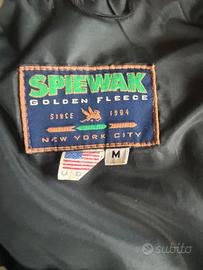 SPIEWAK
GOLDEN FLEECE
SINCE 1904
NEW YORK CITY
M
subito